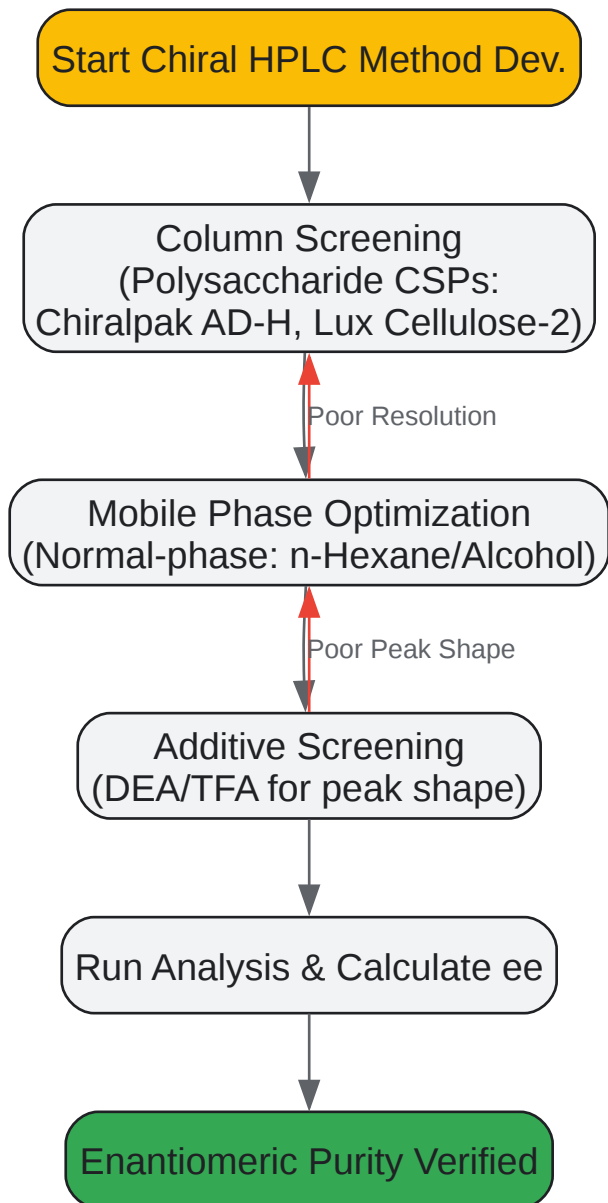 Start Chiral HPLC Method Dev.
Column Screening
(Polysaccharide CSPs:
Chiralpak AD-H, Lux Cellulose-2)
Poor Resolution
Mobile Phase Optimization
(Normal-phase: n-Hexane/Alcohol)
Poor Peak Shape
Additive Screening
(DEA/TFA for peak shape)
Run Analysis & Calculate ee
Enantiomeric Purity Verified